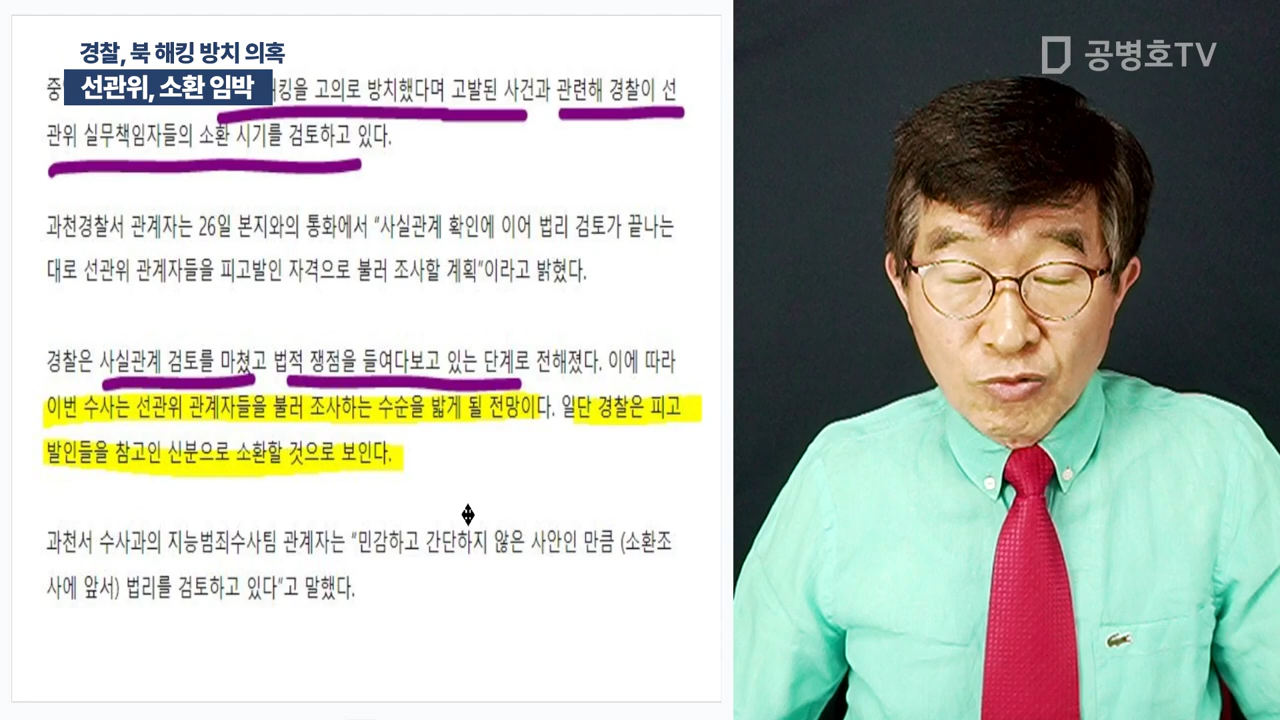 경찰, 북 해킹 방치 의혹
선관위, 소환 임박
공병호TV
중 킹을 고의로 방치했다며 고발된 사건과 관련해 경찰이 선
관위 실무책임자들의 소환 시기를 검토하고 있다.
과천경찰서 관계자는 26일 본지와의 통화에서 “사실관계 확인에 이어 법리 검토가 끝나는
대로 선관위 관계자들을 피고발인 자격으로 불러 조사할 계획”이라고 밝혔다.
경찰은 사실관계 검토를 마쳤고 법적 쟁점을 들여다보고 있는 단계로 전해졌다. 이에 따라
이번 수사는 선관위 관계자들을 불러 조사하는 수순을 밟게 될 전망이다. 일단 경찰은 피고
발인들을 참고인 신분으로 소환할 것으로 보인다.
과천서 수사과의 지능범죄수사팀 관계자는 “민감하고 간단하지 않은 사안인 만큼 (소환조
사에 앞서) 법리를 검토하고 있다”고 말했다.